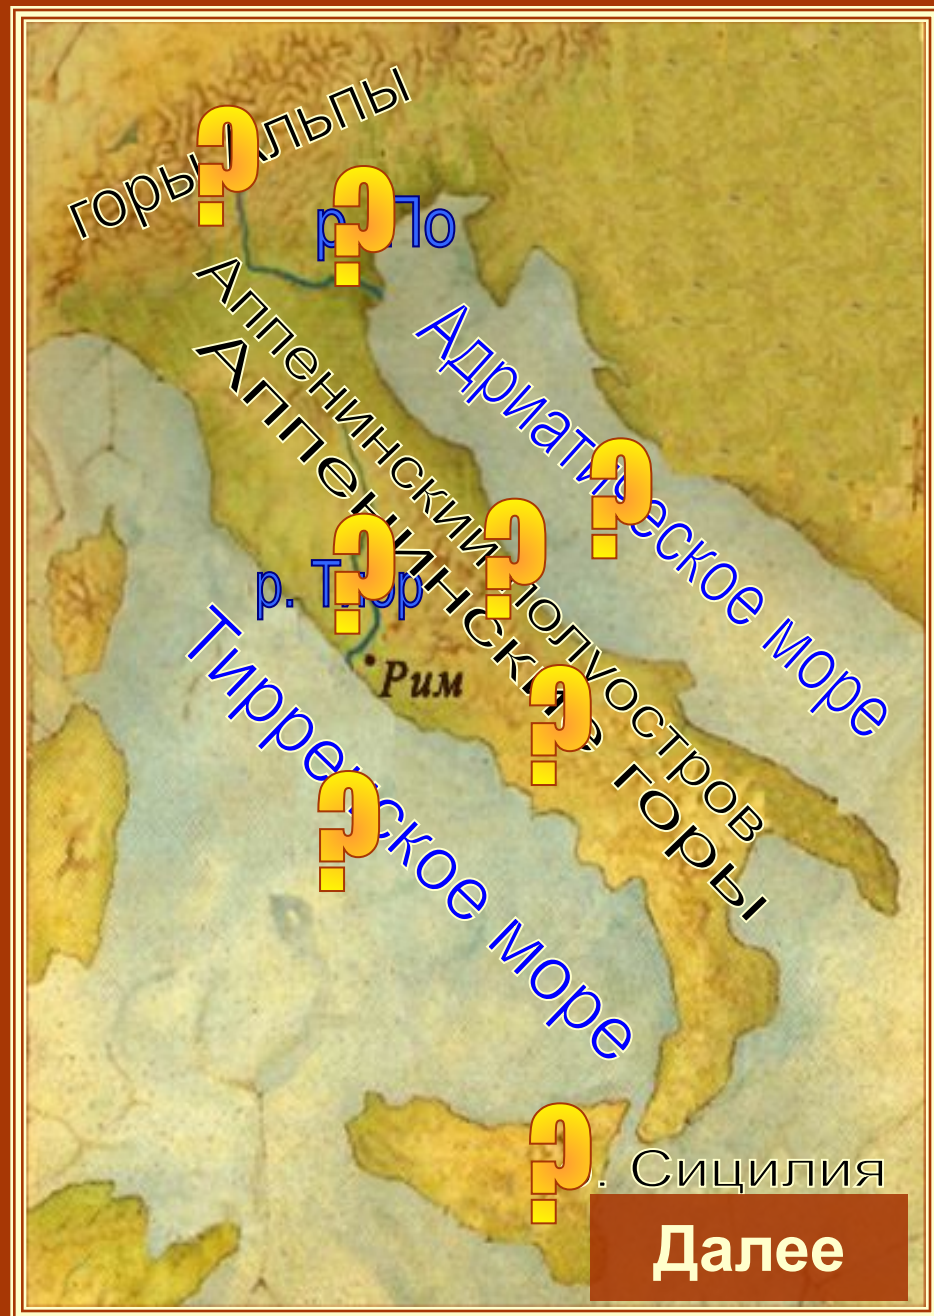 горы Альпы
р. По
Аппенинский полуостров
Аппенинские горы
Адриатическое море
р. Тибр
Рим
Тирренское море
. Сицилия
Далее